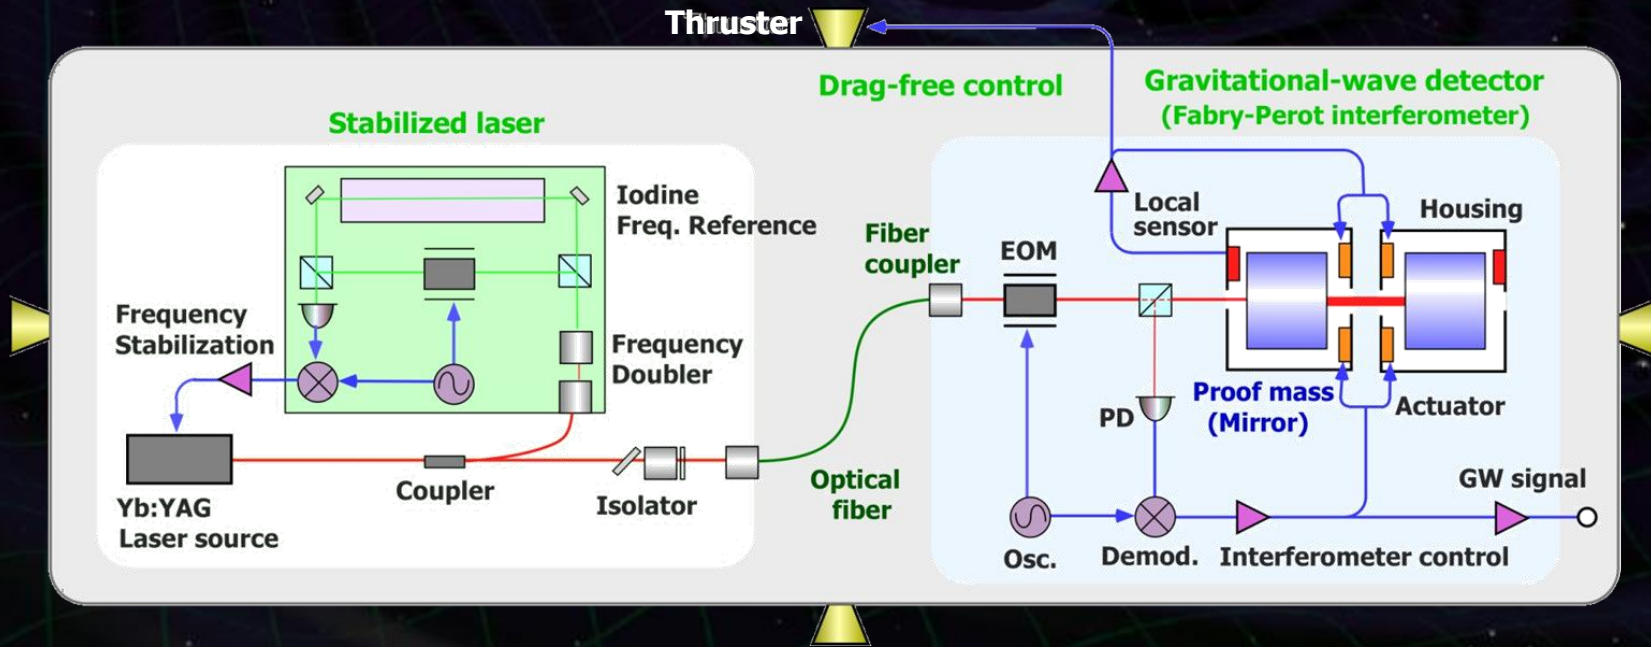 Thruster
Drag-free control
Gravitational-wave detector
(Fabry-Perot interferometer)
Stabilized laser
Iodine
Freq. Reference
Frequency
Stabilization
Frequency
Doubler
Yb:YAG
Laser source
Coupler
Isolator
Optical
fiber
Fiber
coupler
EOM
Local
sensor
Housing
PD
Proof mass
(Mirror)
Actuator
GW signal
Osc.
Demod.
Interferometer control